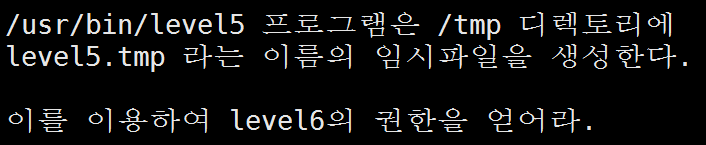 /usr/bin/level5 프로그램은 /tmp 디렉토리에
level5.tmp 라는 이름의 임시파일을 생성한다.
이를 이용하여 level6의 권한을 얻어라.